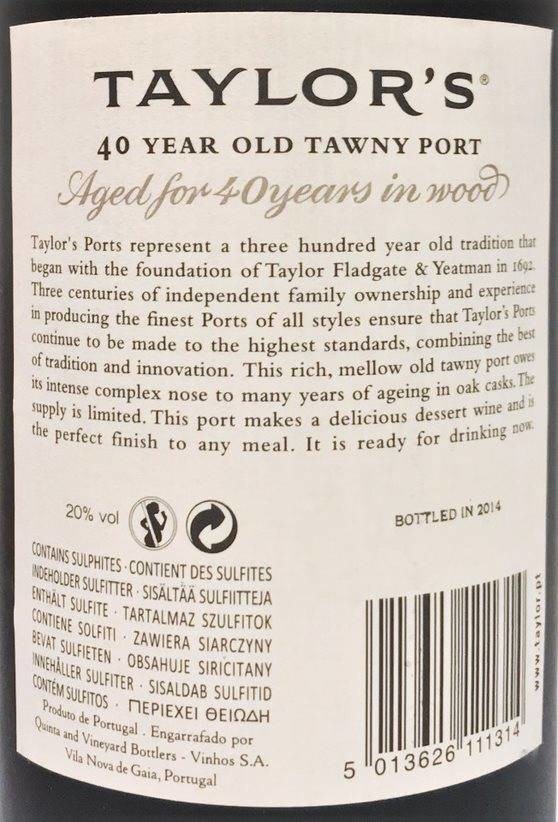 TAYLOR'S®
40 YEAR OLD TAWNY PORT
Aged for 40 years in wood
Taylor's Ports represent a three hundred year old tradition that
began with the foundation of Taylor Fladgate & Yeatman in 1692.
Three centuries of independent family ownership and experience
in producing the finest Ports of all styles ensure that Taylor's Ports
continue to be made to the highest standards, combining the best
of tradition and innovation. This rich, mellow old tawny port owes
its intense complex nose to many years of ageing in oak casks. The
supply is limited. This port makes a delicious dessert wine and is
the perfect finish to any meal. It is ready for drinking now.
20% vol
BOTTLED IN 2014
CONTAINS SULPHITES · CONTIENT DES SULFITES
INDEHOLDER SULFITTER · SISÄLTÄÄ SULFIITTEJA
ENTHÄLT SULFITE · TARTALMAZ SZULFITOK
CONTIENE SOLFITI · ZAWIERA SIARCZYNY
BEVAT SULFIETEN · OBSAHUJE SIRICITANY
INNEHÅLLER SULFITER · SISALDAB SULFITID
CONTÉM SULFITOS · ΠΕΡΙΕΧΕΙ ΘΕΙΩΔΗ
Produto de Portugal . Engarrafado por
Quinta and Vineyard Bottlers - Vinhos S.A.
Vila Nova de Gaia, Portugal
www.taylor.pt
5 013626 111314